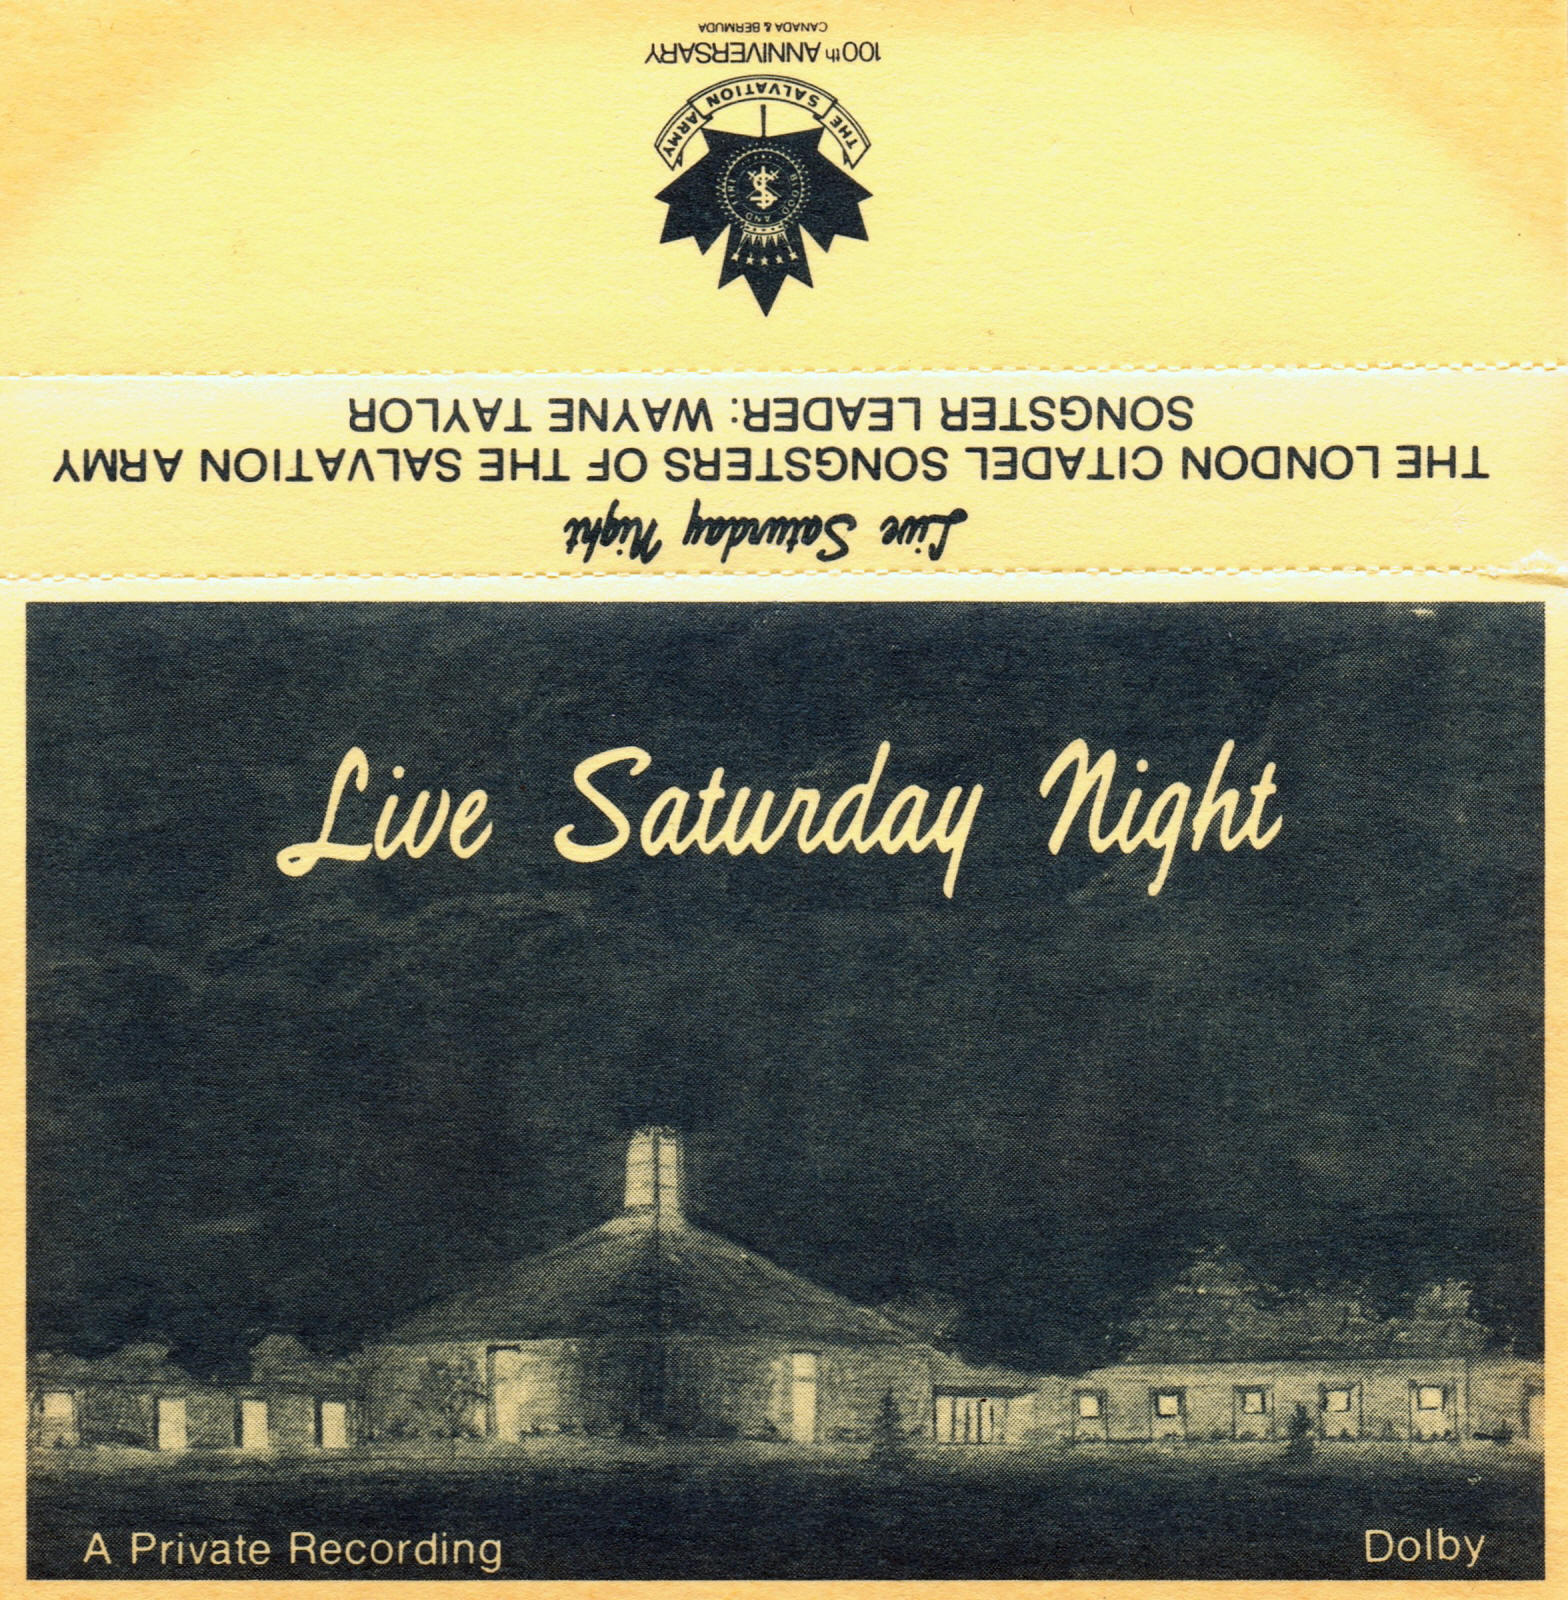 100th ANNIVERSARY
CANADA & BERMUDA
THE SALVATION ARMY
BLOOD AND FIRE
S
Live Saturday Night
THE LONDON CITADEL SONGSTERS OF THE SALVATION ARMY
SONGSTER LEADER: WAYNE TAYLOR
Live Saturday Night
A Private Recording
Dolby